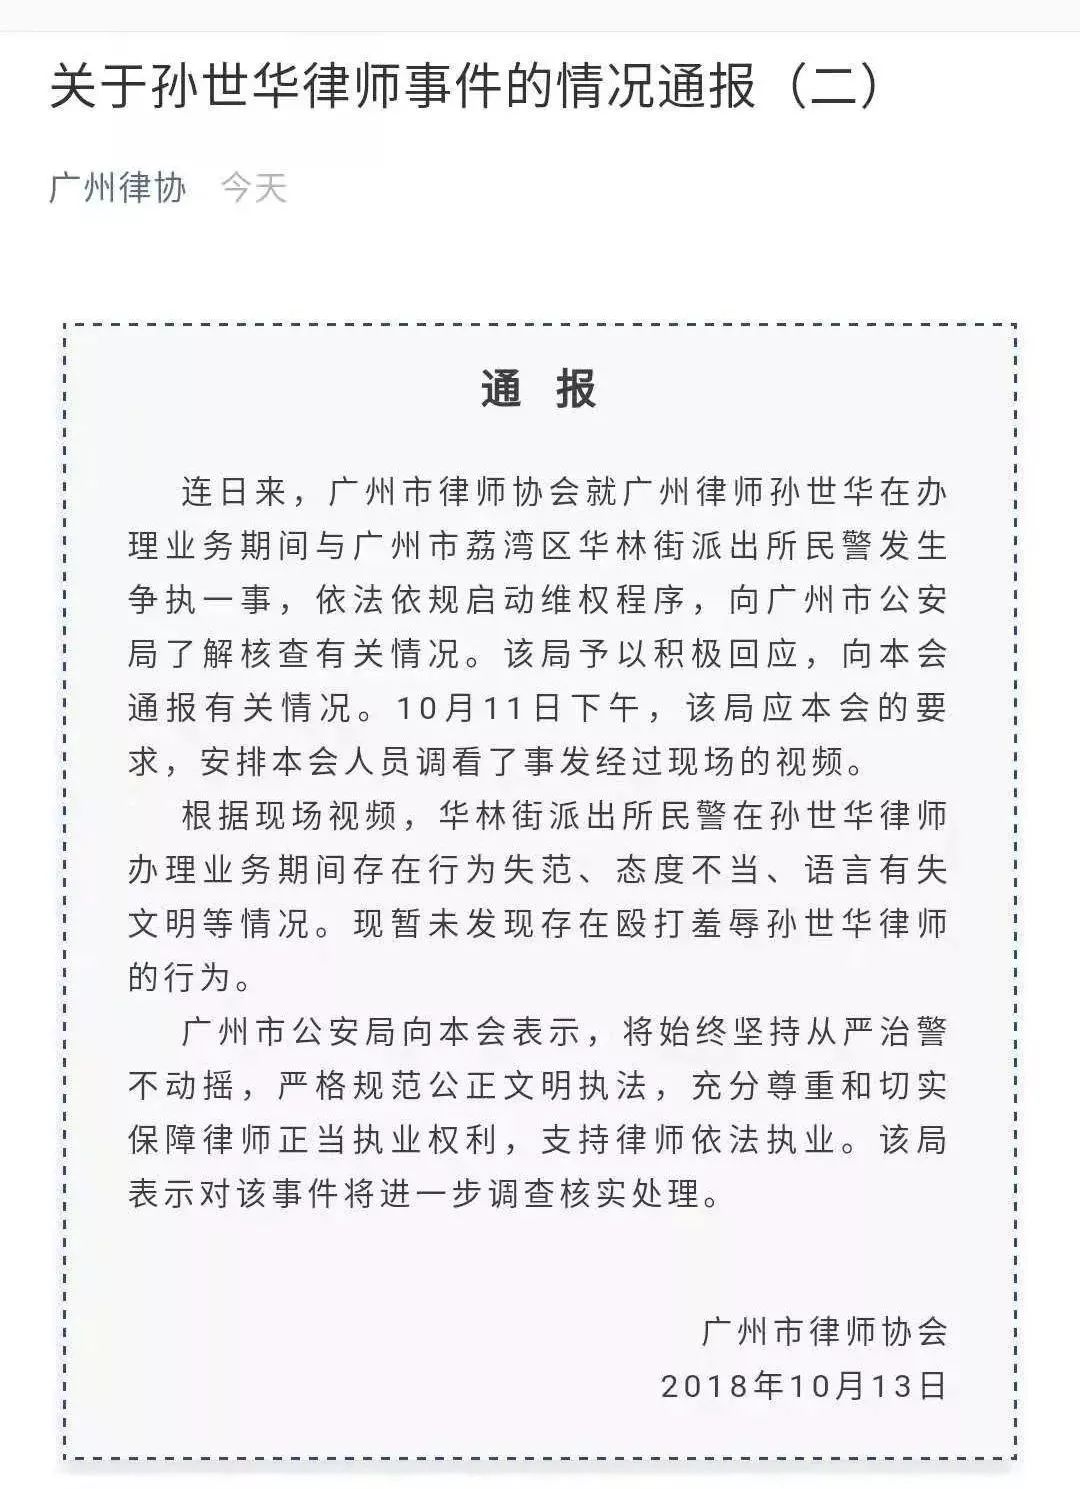 关于孙世华律师事件的情况通报（二）
广州律协 今天
通 报
连日来，广州市律师协会就广州律师孙世华在办
理业务期间与广州市荔湾区华林街派出所民警发生
争执一事，依法依规启动维权程序，向广州市公安
局了解核查有关情况。该局予以积极回应，向本会
通报有关情况。10月11日下午，该局应本会的要
求，安排本会人员调看了事发经过现场的视频。
根据现场视频，华林街派出所民警在孙世华律师
办理业务期间存在行为失范、态度不当、语言有失
文明等情况。现暂未发现存在殴打羞辱孙世华律师
的行为。
广州市公安局向本会表示，将始终坚持从严治警
不动摇，严格规范公正文明执法，充分尊重和切实
保障律师正当执业权利，支持律师依法执业。该局
表示对该事件将进一步调查核实处理。
广州市律师协会
2018年10月13日